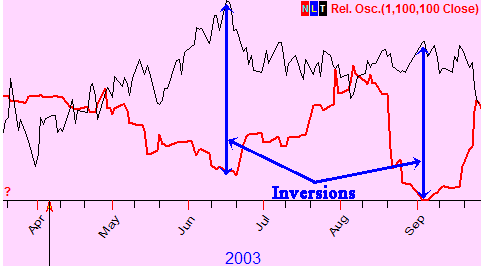 NLT Rel. Osc.(1,100,100 Close)
Inversions
?
Apr May Jun Jul Aug Sep
2003